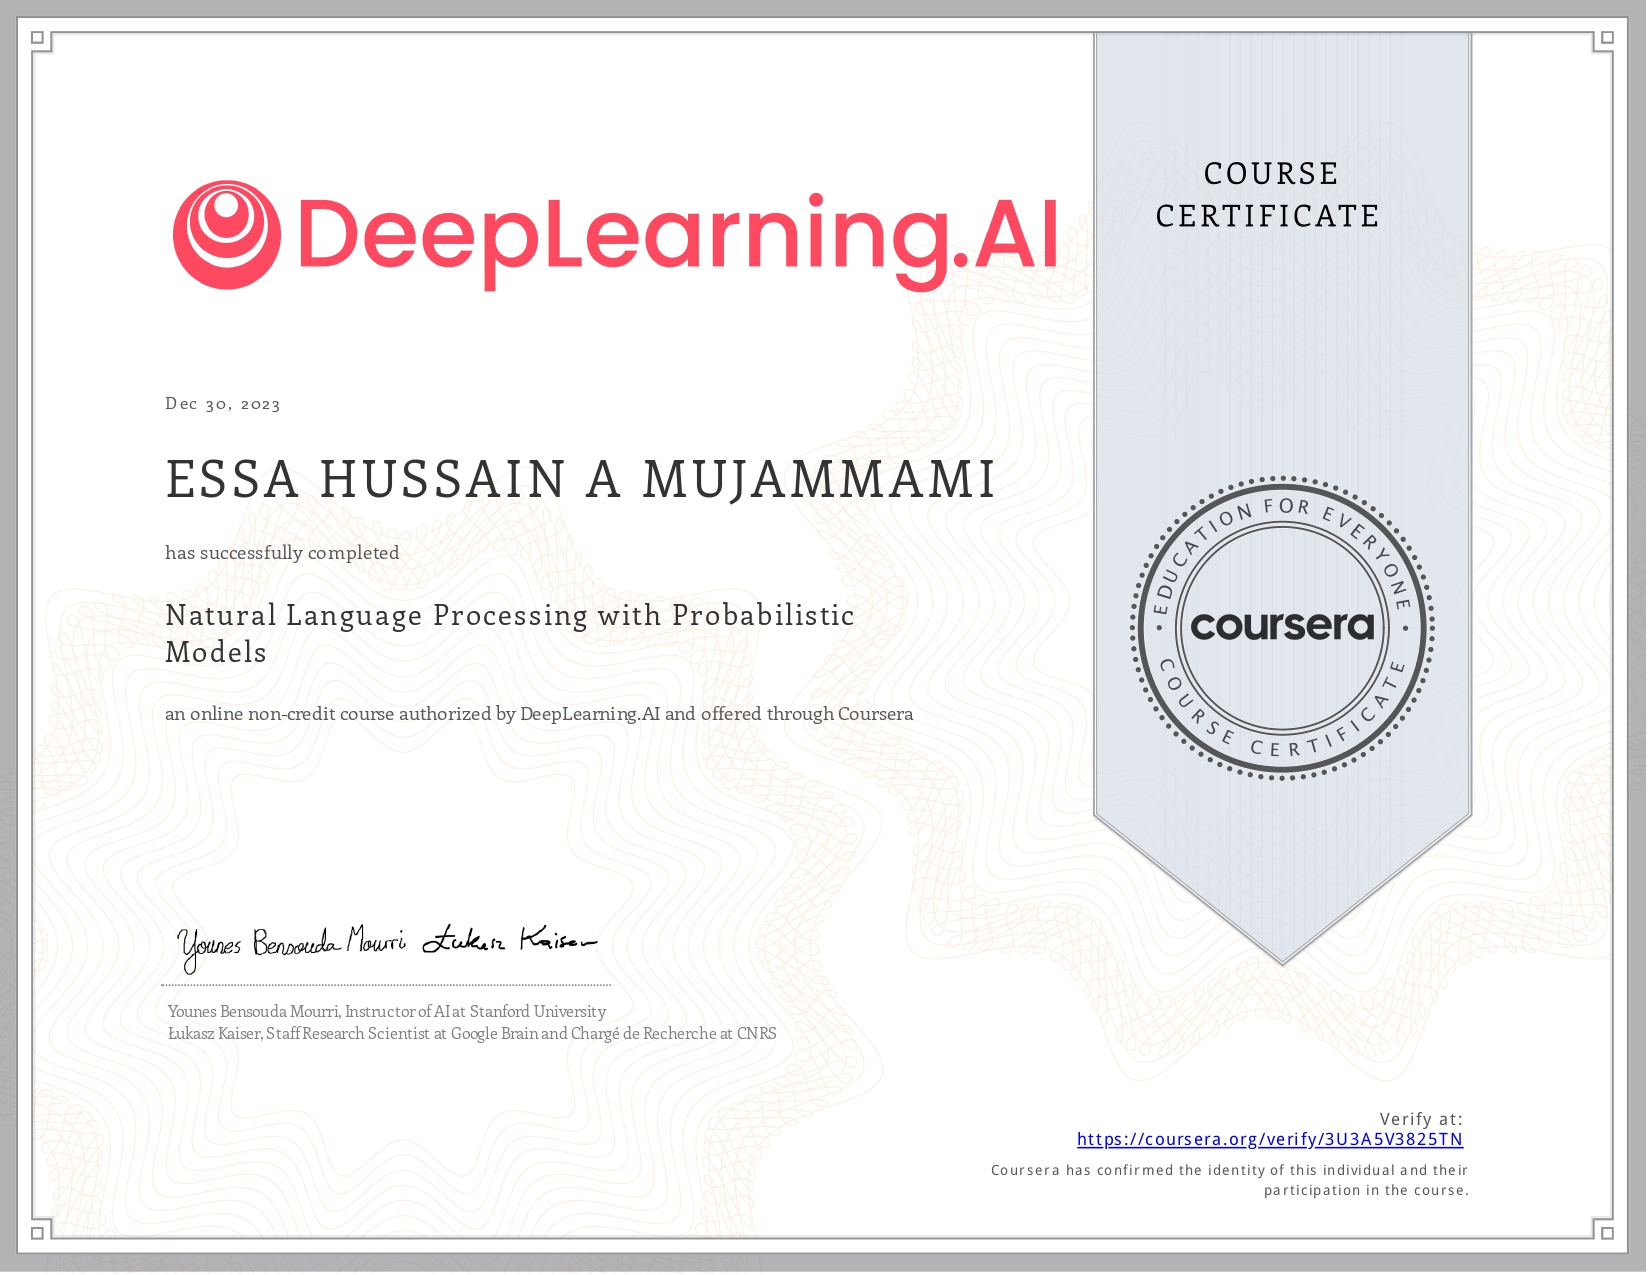 DeepLearning.AI
COURSE
CERTIFICATE
Dec 30, 2023
ESSA HUSSAIN A MUJAMMAMI
has successfully completed
Natural Language Processing with Probabilistic
Models
an online non-credit course authorized by DeepLearning.AI and offered through Coursera
EDUCATION FOR EVERYONE
coursera
COURSE CERTIFICATE
Younes Bensouda Mourri Łukasz Kaiser
Younes Bensouda Mourri, Instructor of AI at Stanford University
Łukasz Kaiser, Staff Research Scientist at Google Brain and Chargé de Recherche at CNRS
Verify at:
https://coursera.org/verify/3U3A5V3825TN
Coursera has confirmed the identity of this individual and their
participation in the course.